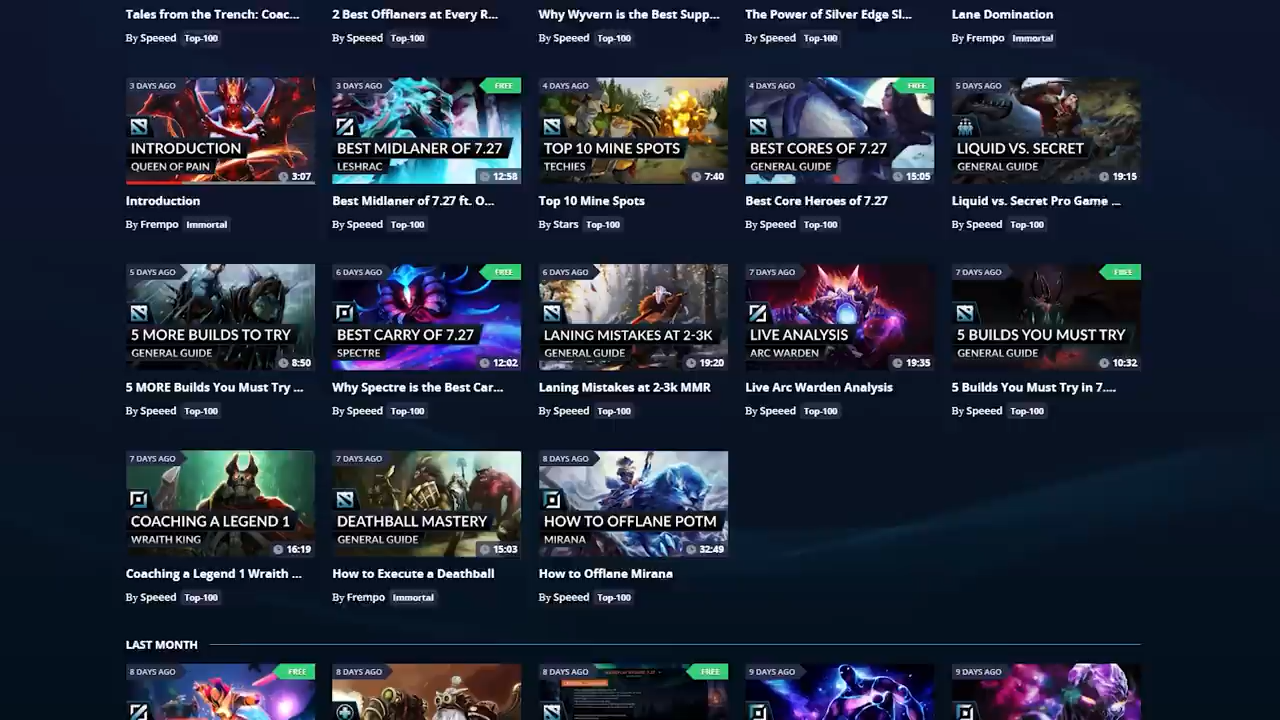 Tales from the Trench: Coac...
2 Best Offlaners at Every R...
Why Wyvern is the Best Supp...
The Power of Silver Edge Sl...
Lane Domination
By Speeed Top-100
By Speeed Top-100
By Speeed Top-100
By Speeed Top-100
By Frempo Immortal
3 DAYS AGO
INTRODUCTION
QUEEN OF PAIN
3:07
Introduction
By Frempo Immortal
3 DAYS AGO
FREE
BEST MIDLANER OF 7.27
LESHRAC
12:58
Best Midlaner of 7.27 ft. O...
By Speeed Top-100
4 DAYS AGO
TOP 10 MINE SPOTS
TECHIES
7:40
Top 10 Mine Spots
By Stars Top-100
4 DAYS AGO
FREE
BEST CORES OF 7.27
GENERAL GUIDE
15:05
Best Core Heroes of 7.27
By Speeed Top-100
5 DAYS AGO
LIQUID VS. SECRET
GENERAL GUIDE
19:15
Liquid vs. Secret Pro Game ...
By Speeed Top-100
5 DAYS AGO
5 MORE BUILDS TO TRY
GENERAL GUIDE
8:50
5 MORE Builds You Must Try ...
By Speeed Top-100
6 DAYS AGO
FREE
BEST CARRY OF 7.27
SPECTRE
12:02
Why Spectre is the Best Car...
By Speeed Top-100
6 DAYS AGO
LANING MISTAKES AT 2-3K
GENERAL GUIDE
19:20
Laning Mistakes at 2-3k MMR
By Speeed Top-100
7 DAYS AGO
LIVE ANALYSIS
ARC WARDEN
19:35
Live Arc Warden Analysis
By Speeed Top-100
7 DAYS AGO
FREE
5 BUILDS YOU MUST TRY
GENERAL GUIDE
10:32
5 Builds You Must Try in 7....
By Speeed Top-100
7 DAYS AGO
COACHING A LEGEND 1
WRAITH KING
16:19
Coaching a Legend 1 Wraith ...
By Speeed Top-100
7 DAYS AGO
DEATHBALL MASTERY
GENERAL GUIDE
15:03
How to Execute a Deathball
By Frempo Immortal
8 DAYS AGO
HOW TO OFFLANE POTM
MIRANA
32:49
How to Offlane Mirana
By Speeed Top-100
LAST MONTH
8 DAYS AGO
FREE
8 DAYS AGO
8 DAYS AGO
FREE
9 DAYS AGO
9 DAYS AGO